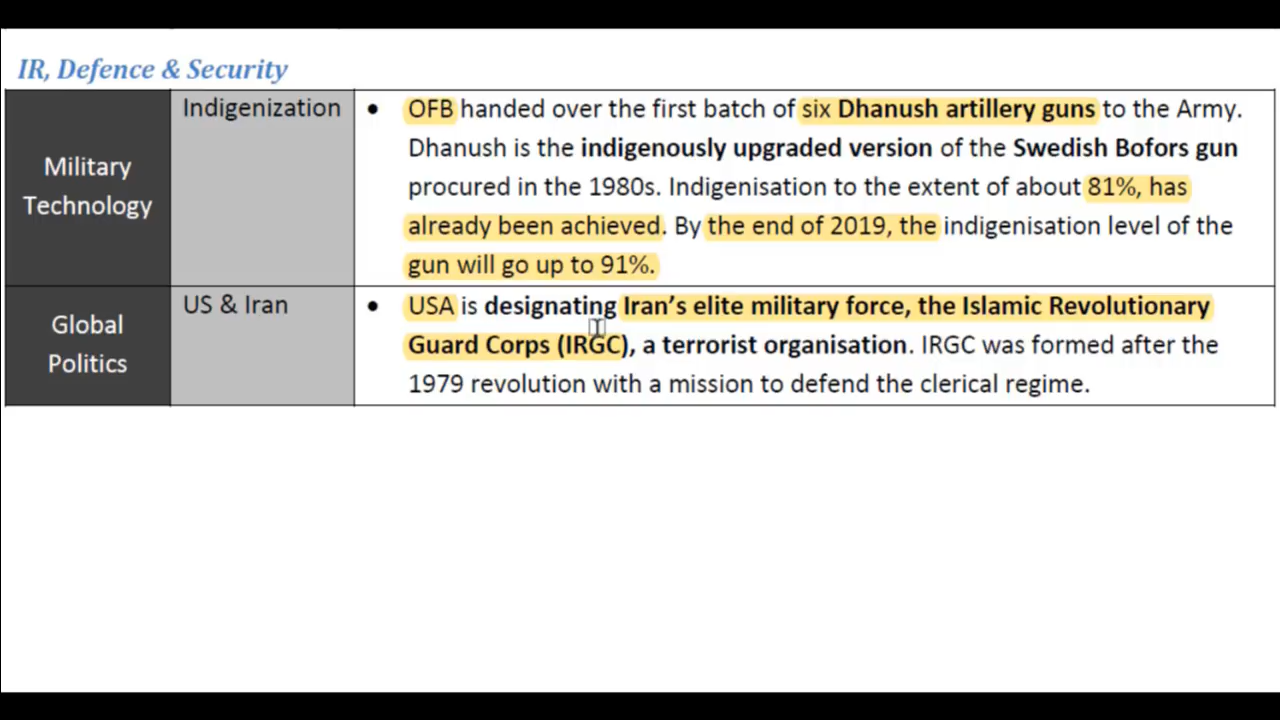 IR, Defence & Security
Military
Technology
Indigenization
• OFB handed over the first batch of six Dhanush artillery guns to the Army.
Dhanush is the indigenously upgraded version of the Swedish Bofors gun
procured in the 1980s. Indigenisation to the extent of about 81%, has
already been achieved. By the end of 2019, the indigenisation level of the
gun will go up to 91%.
Global
Politics
US & Iran
• USA is designating Iran’s elite military force, the Islamic Revolutionary
Guard Corps (IRGC), a terrorist organisation. IRGC was formed after the
1979 revolution with a mission to defend the clerical regime.